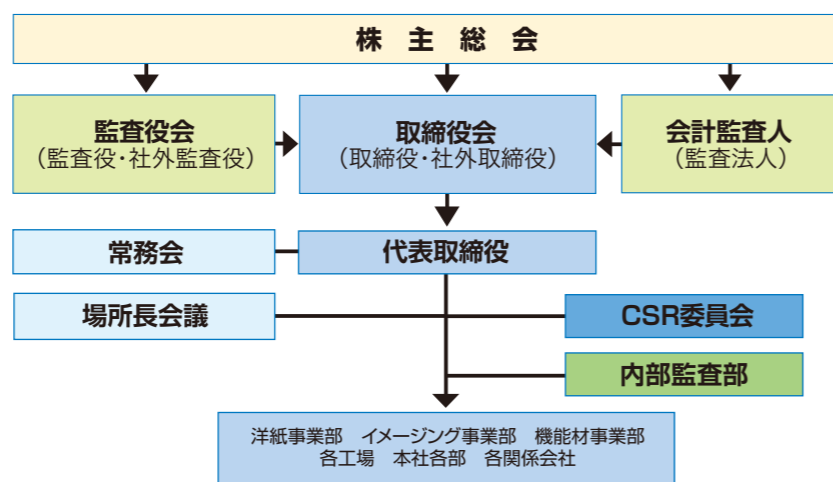 株 主 総 会
監査役会
（監査役・社外監査役）
取締役会
（取締役・社外取締役）
会計監査人
（監査法人）
常務会
代表取締役
場所長会議
CSR委員会
内部監査部
洋紙事業部　イメージング事業部　機能材事業部
各工場　本社各部　各関係会社